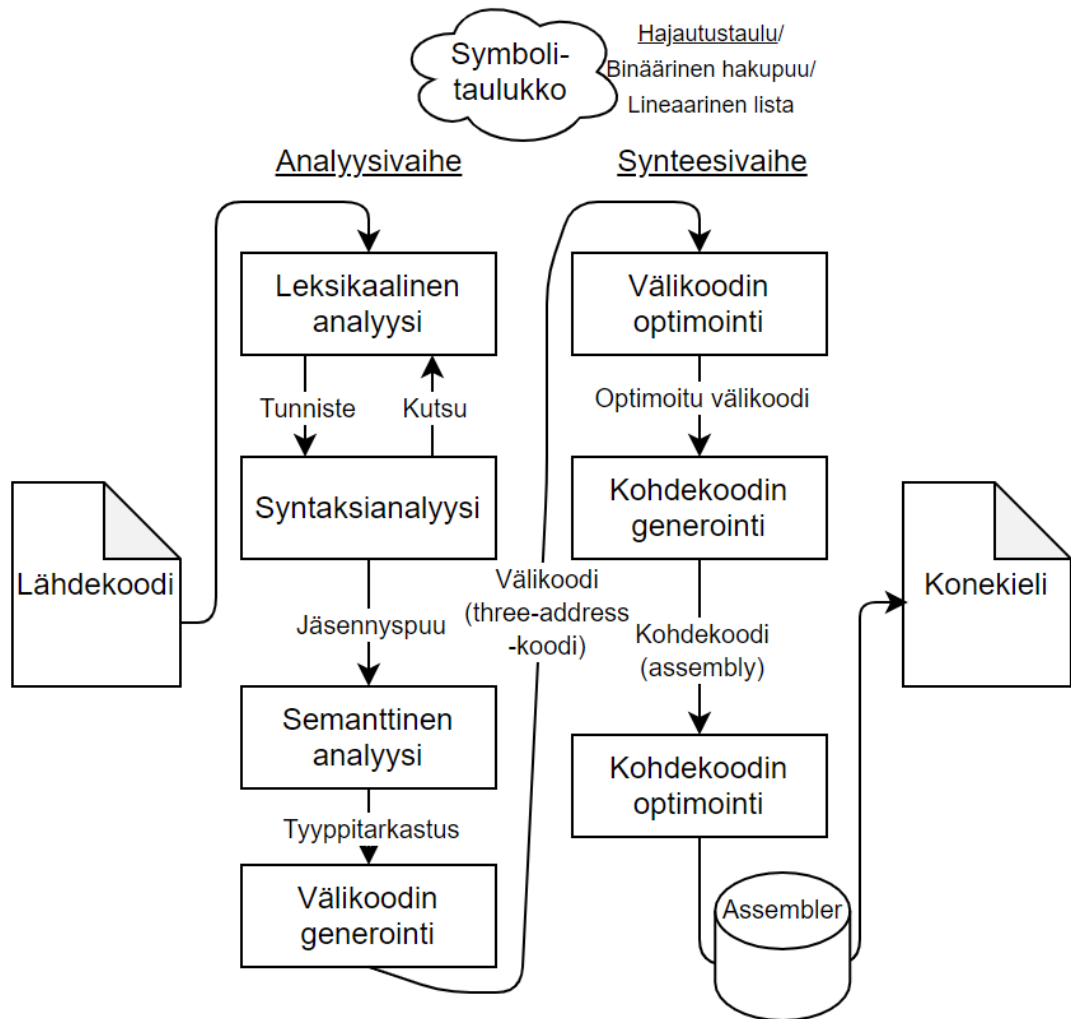 Symboli-
taulukko
Hajautustaulu/
Binäärinen hakupuu/
Lineaarinen lista
Analyysivaihe
Synteesivaihe
Leksikaalinen
analyysi
Tunniste
Kutsu
Syntaksianalyysi
Lähdekoodi
Jäsennyspuu
Semanttinen
analyysi
Tyyppitarkastus
Välikoodin
generointi
Välikoodi
(three-address
-koodi)
Välikoodin
optimointi
Optimoitu välikoodi
Kohdekoodin
generointi
Kohdekoodi
(assembly)
Kohdekoodin
optimointi
Assembler
Konekieli